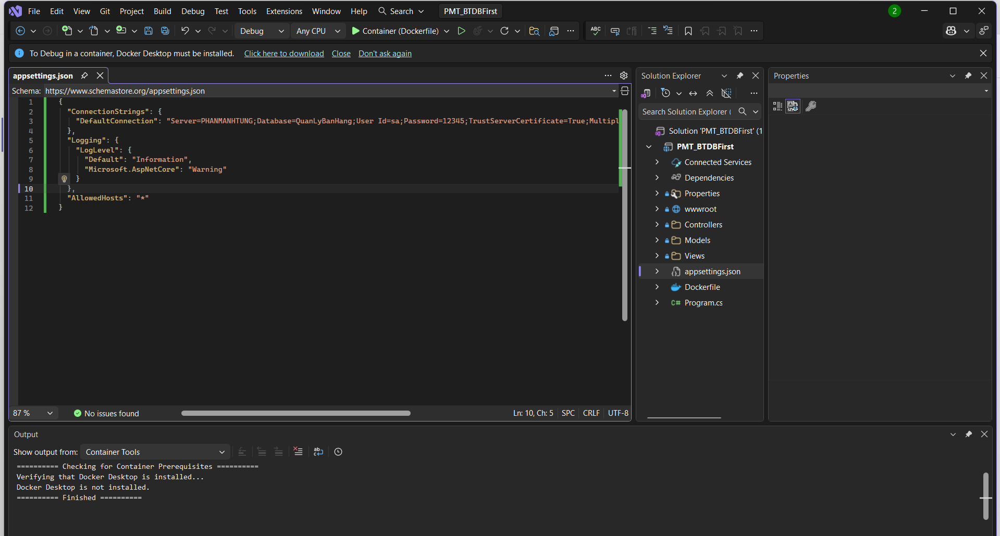 File Edit View Git Project Build Debug Test Tools Extensions Window Help Search PMT_BTDBFirst 2
Debug Any CPU Container (Dockerfile)
To Debug in a container, Docker Desktop must be installed. Click here to download Close Don't ask again
appsettings.json
Schema: https://www.schemastore.org/appsettings.json
1 {
2 "ConnectionStrings": {
3 "DefaultConnection": "Server=PHANMANHTUNG;Database=QuanLyBanHang;User Id=sa;Password=12345;TrustServerCertificate=True;Multipl
4 },
5 "Logging": {
6 "LogLevel": {
7 "Default": "Information",
8 "Microsoft.AspNetCore": "Warning"
9 }
10 },
11 "AllowedHosts": "*"
12 }
87 % No issues found Ln: 10, Ch: 5 SPC CRLF UTF-8
Solution Explorer
Search Solution Explorer (
Solution 'PMT_BTDBFirst' (1
PMT_BTDBFirst
Connected Services
Dependencies
Properties
wwwroot
Controllers
Models
Views
appsettings.json
Dockerfile
C# Program.cs
Properties
Output
Show output from: Container Tools
========== Checking for Container Prerequisites ==========
Verifying that Docker Desktop is installed...
Docker Desktop is not installed.
========== Finished ==========